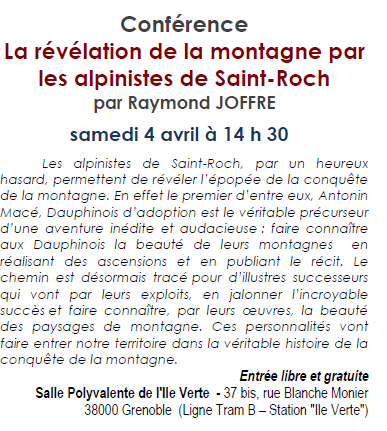 Conférence
La révélation de la montagne par
les alpinistes de Saint-Roch
par Raymond JOFFRE
samedi 4 avril à 14 h 30
Les alpinistes de Saint-Roch, par un heureux
hasard, permettent de révéler l'épopée de la conquête
de la montagne. En effet le premier d'entre eux, Antonin
Macé, Dauphinois d'adoption est le véritable précurseur
d'une aventure inédite et audacieuse : faire connaître
aux Dauphinois la beauté de leurs montagnes en
réalisant des ascensions et en publiant le récit. Le
chemin est désormais tracé pour d'illustres successeurs
qui vont par leurs exploits, en jalonner l'incroyable
succès et faire connaître, par leurs œuvres, la beauté
des paysages de montagne. Ces personnalités vont
faire entrer notre territoire dans la véritable histoire de la
conquête de la montagne.
Entrée libre et gratuite
Salle Polyvalente de l'Ile Verte - 37 bis, rue Blanche Monier
38000 Grenoble (Ligne Tram B – Station "Ile Verte")